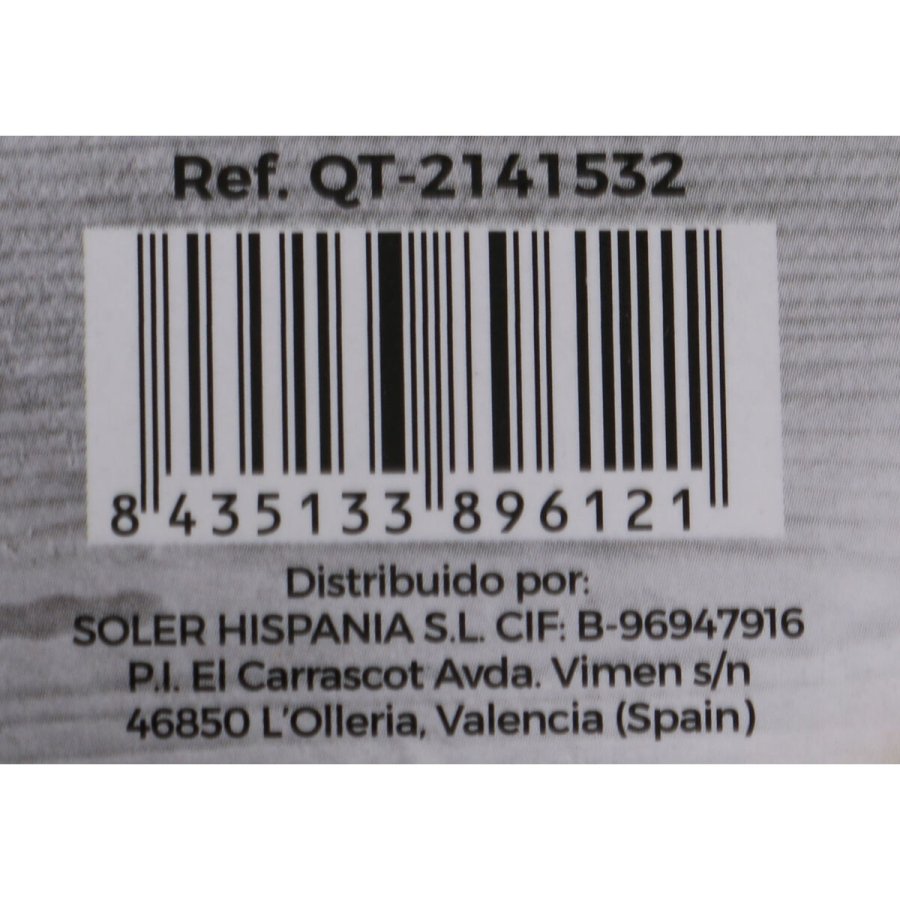 Ref. QT-2141532
8 435133 896121
Distribuido por:
SOLER HISPANIA S.L. CIF: B-96947916
P.I. El Carrascot Avda. Vimen s/n
46850 L'Olleria, Valencia (Spain)